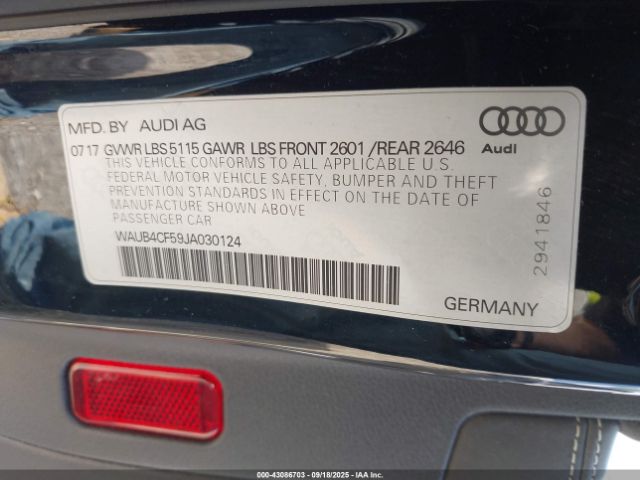 MFD. BY AUDI AG
07 17 GVWR LBS 5115 GAWR LBS FRONT 2601 / REAR 2646
Audi
THIS VEHICLE CONFORMS TO ALL APPLICABLE U.S.
FEDERAL MOTOR VEHICLE SAFETY, BUMPER AND THEFT
PREVENTION STANDARDS IN EFFECT ON THE DATE OF
MANUFACTURE SHOWN ABOVE
PASSENGER CAR
WAUB4CF59JA030124
2941846
GERMANY
000-43086703 - 09/18/2025 - IAAI, Inc.